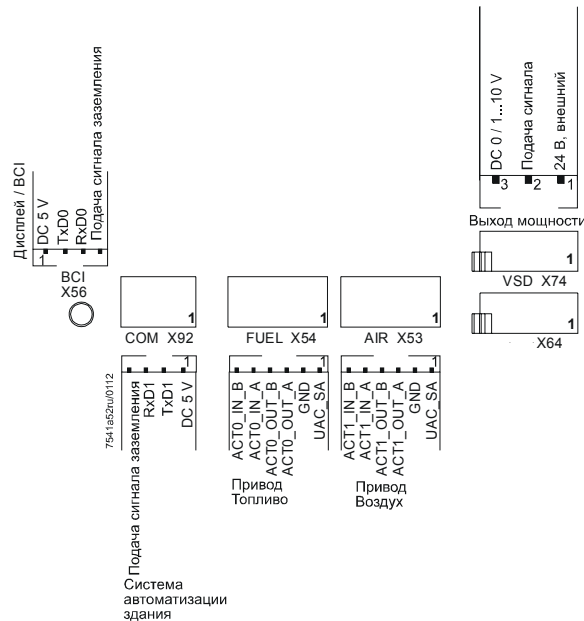 DC 0 / 1...10 V
Подача сигнала
24 В, внешний
3
2
1
Выход мощности
1
VSD X74
1
X64
Дисплей / BCI
DC 5 V
TxD0
RxD0
Подача сигнала заземления
1
BCI
X56
1
COM X92
1
FUEL X54
1
AIR X53
1
1
1
7541a52ru/0112
Подача сигнала заземления
RxD1
TxD1
DC 5 V
ACT0_IN_B
ACT0_IN_A
ACT0_OUT_B
ACT0_OUT_A
GND
UAC_SA
ACT1_IN_B
ACT1_IN_A
ACT1_OUT_B
ACT1_OUT_A
GND
UAC_SA
Привод
Топливо
Привод
Воздух
Система
автоматизации
здания